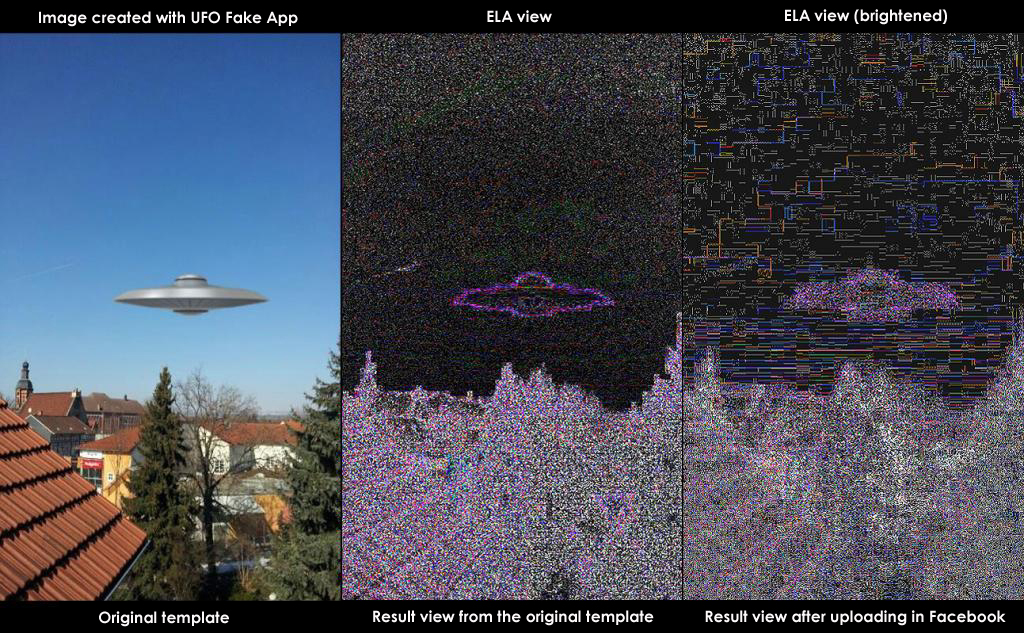 Image created with UFO Fake App
ELA view
ELA view (brightened)
Original template
Result view from the original template
Result view after uploading in Facebook